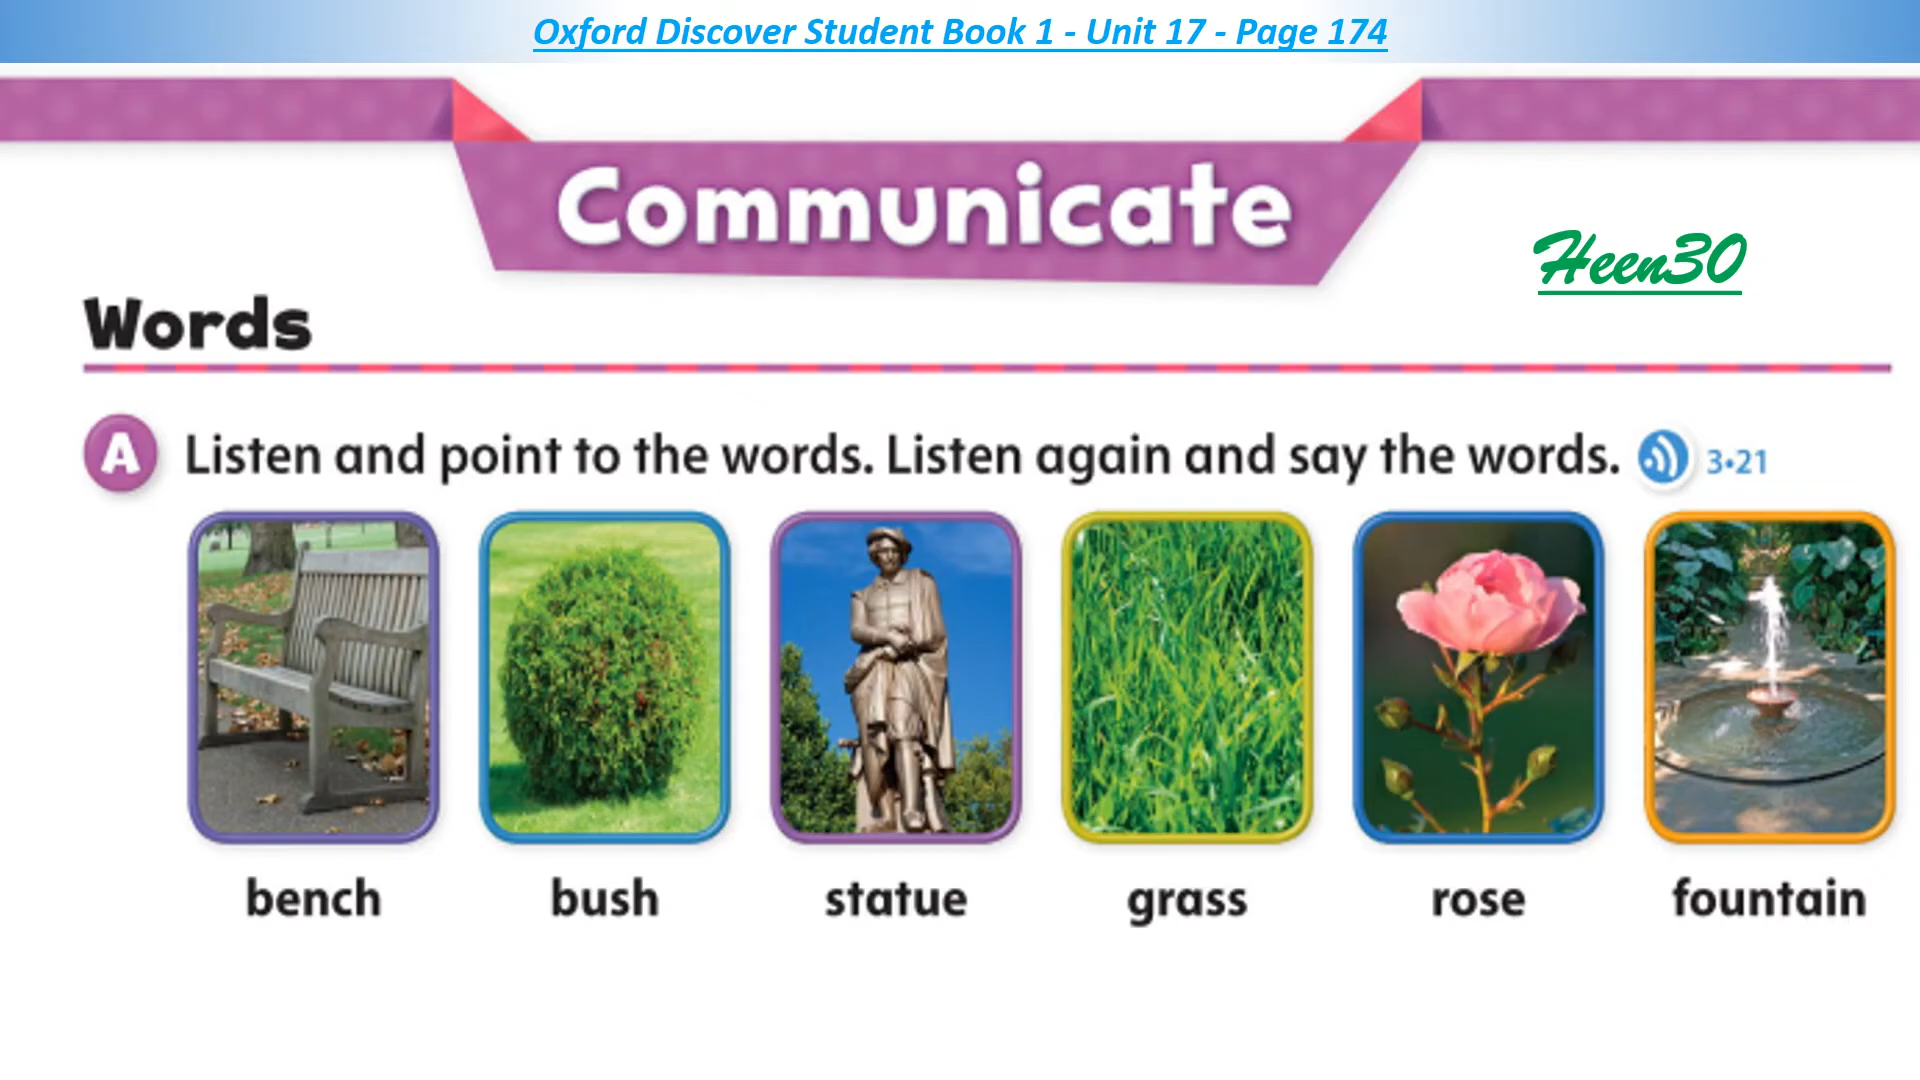 Oxford Discover Student Book 1 - Unit 17 - Page 174
Communicate
Heen30
Words
A Listen and point to the words. Listen again and say the words. 3•21
bench bush statue grass rose fountain